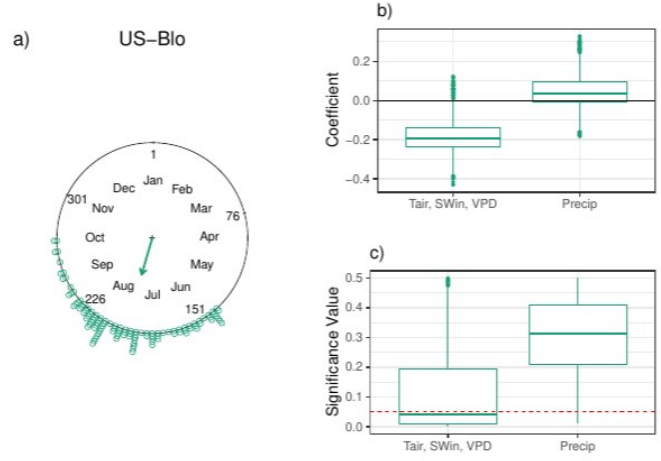 a)
US−Blo
1
Jan
Feb
Mar
76
Apr
May
Jun
151
Jul
Aug
226
Sep
Oct
Nov
301
Dec
b)
Coefficient
0.2
0.0
−0.2
−0.4
Tair, SWin, VPD
Precip
c)
Significance Value
0.5
0.4
0.3
0.2
0.1
0.0
Tair, SWin, VPD
Precip